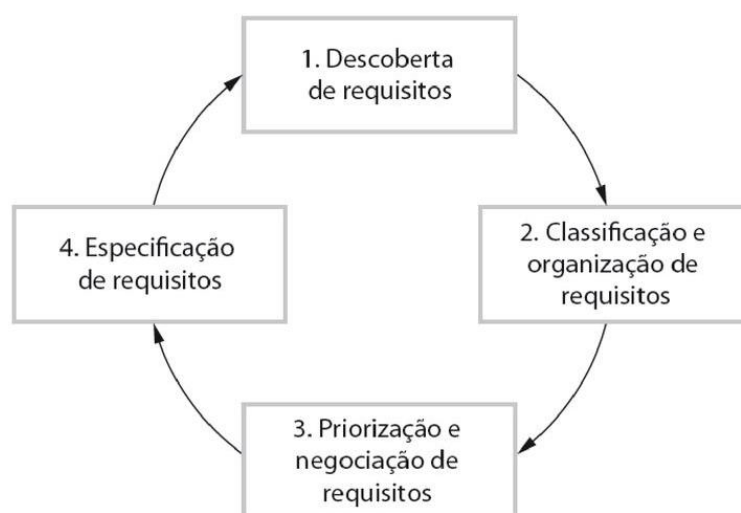 1. Descoberta
de requisitos
2. Classificação e
organização de
requisitos
3. Priorização e
negociação de
requisitos
4. Especificação
de requisitos